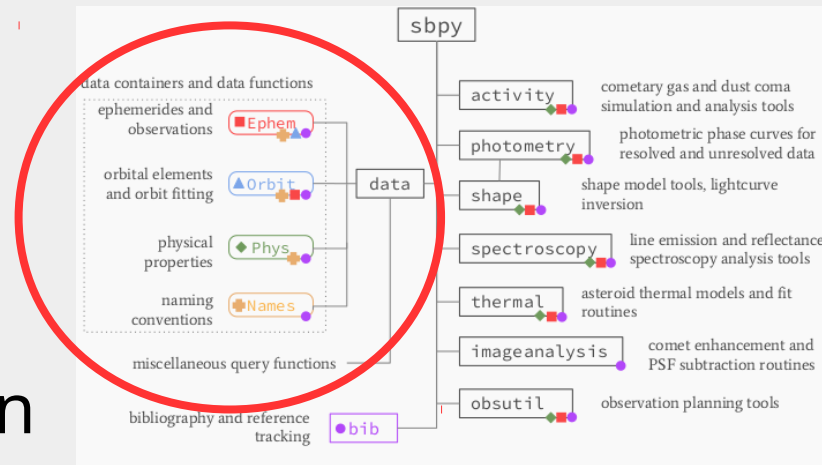 sbpy
data containers and data functions
ephemerides and
observations
Ephem
orbital elements
and orbit fitting
Orbit
data
physical
properties
Phys
naming
conventions
Names
miscellaneous query functions
bibliography and reference
tracking
bib
activity
cometary gas and dust coma
simulation and analysis tools
photometry
photometric phase curves for
resolved and unresolved data
shape
shape model tools, lightcurve
inversion
spectroscopy
line emission and reflectance
spectroscopy analysis tools
thermal
asteroid thermal models and fit
routines
imageanalysis
comet enhancement and
PSF subtraction routines
obsutil
observation planning tools
n